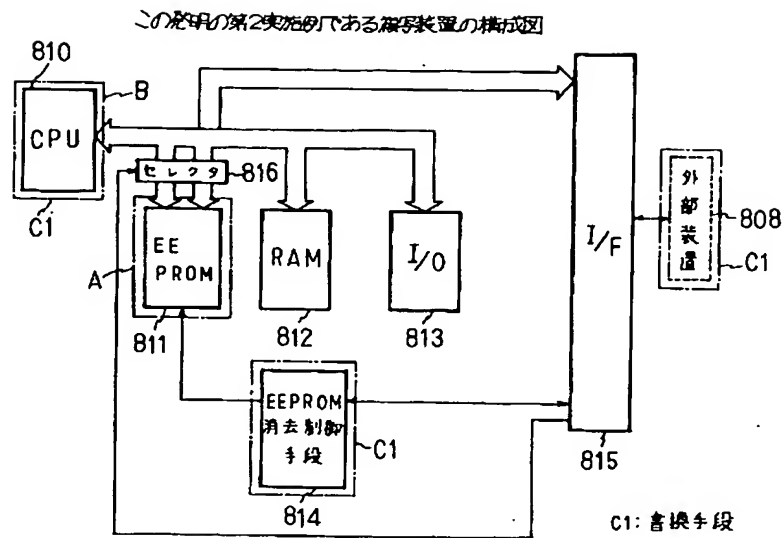 この発明の第2実施例である複写装置の構成図
810
B
CPU
C1
セレクタ
816
A
EE
PROM
811
RAM
812
I/O
813
I/F
815
外部装置
808
C1
EEPROM
消去制御
手段
C1
814
C1:書換手段